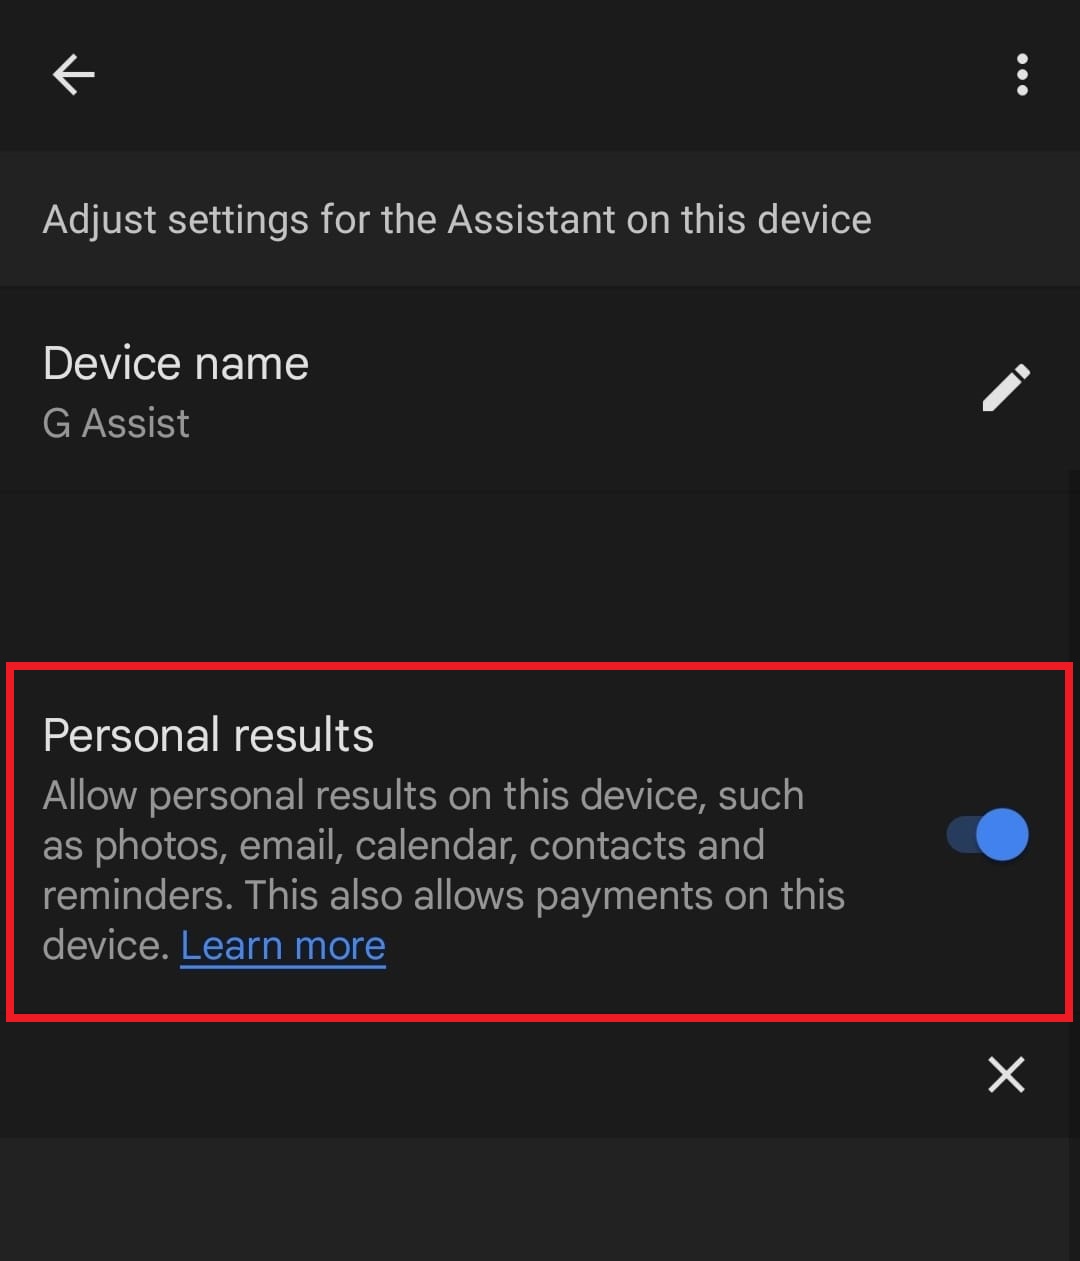 Adjust settings for the Assistant on this device
Device name
G Assist
Personal results
Allow personal results on this device, such
as photos, email, calendar, contacts and
reminders. This also allows payments on this
device. Learn more